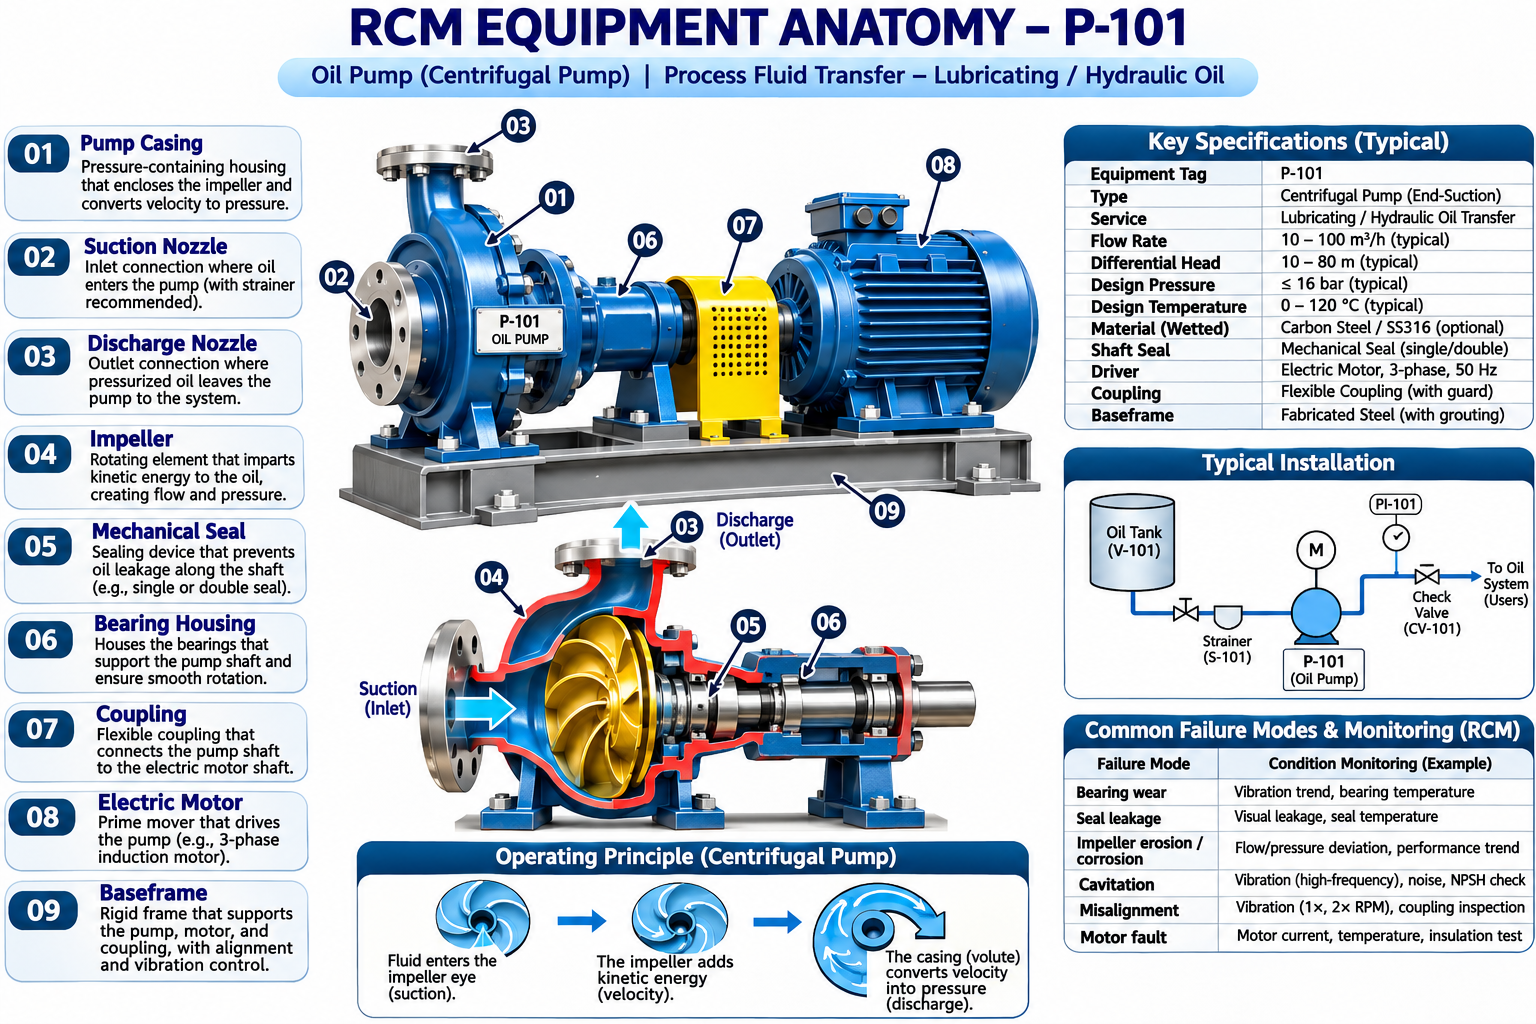 RCM EQUIPMENT ANATOMY – P-101
Oil Pump (Centrifugal Pump) | Process Fluid Transfer – Lubricating / Hydraulic Oil
01
Pump Casing
Pressure-containing housing
that encloses the impeller and
converts velocity to pressure.
02
Suction Nozzle
Inlet connection where oil
enters the pump (with strainer
recommended).
03
Discharge Nozzle
Outlet connection where
pressurized oil leaves the
pump to the system.
04
Impeller
Rotating element that imparts
kinetic energy to the oil,
creating flow and pressure.
05
Mechanical Seal
Sealing device that prevents
oil leakage along the shaft
(e.g., single or double seal).
06
Bearing Housing
Houses the bearings that
support the pump shaft and
ensure smooth rotation.
07
Coupling
Flexible coupling that
connects the pump shaft
to the electric motor shaft.
08
Electric Motor
Prime mover that drives
the pump (e.g., 3-phase
induction motor).
09
Baseframe
Rigid frame that supports
the pump, motor, and
coupling, with alignment
and vibration control.
03
01
02
06
07
08
P-101
OIL PUMP
09
03
Discharge
(Outlet)
04
05
06
Suction
(Inlet)
Operating Principle (Centrifugal Pump)
Fluid enters the
impeller eye
(suction).
The impeller adds
kinetic energy
(velocity).
The casing (volute)
converts velocity
into pressure
(discharge).
Key Specifications (Typical)
Equipment Tag P-101
Type Centrifugal Pump (End-Suction)
Service Lubricating / Hydraulic Oil Transfer
Flow Rate 10 – 100 m³/h (typical)
Differential Head 10 – 80 m (typical)
Design Pressure ≤ 16 bar (typical)
Design Temperature 0 – 120 °C (typical)
Material (Wetted) Carbon Steel / SS316 (optional)
Shaft Seal Mechanical Seal (single/double)
Driver Electric Motor, 3-phase, 50 Hz
Coupling Flexible Coupling (with guard)
Baseframe Fabricated Steel (with grouting)
Typical Installation
Oil Tank
(V-101)
Strainer
(S-101)
M
P-101
(Oil Pump)
PI-101
Check
Valve
(CV-101)
To Oil
System
(Users)
Common Failure Modes & Monitoring (RCM)
Failure Mode Condition Monitoring (Example)
Bearing wear Vibration trend, bearing temperature
Seal leakage Visual leakage, seal temperature
Impeller erosion /
corrosion Flow/pressure deviation, performance trend
Cavitation Vibration (high-frequency), noise, NPSH check
Misalignment Vibration (1×, 2× RPM), coupling inspection
Motor fault Motor current, temperature, insulation test